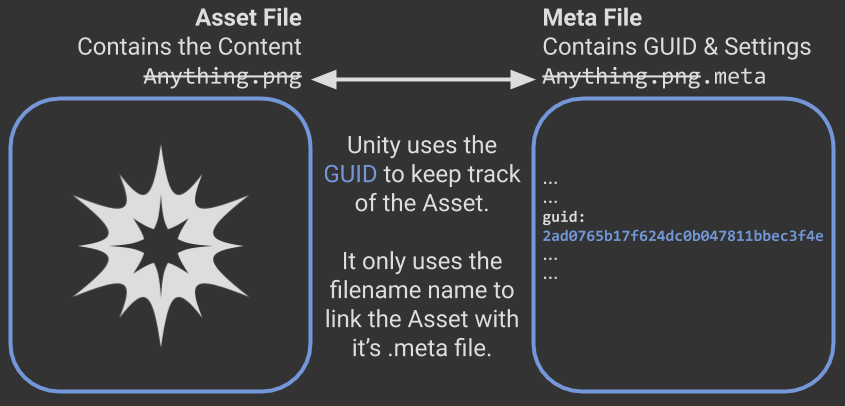 Asset File
Contains the Content
Anything.png
Meta File
Contains GUID & Settings
Anything.png.meta
Unity uses the
GUID to keep track
of the Asset.
It only uses the
filename name to
link the Asset with
it's .meta file.
...
...
guid:
2ad0765b17f624dc0b047811bbec3f4e
...
...